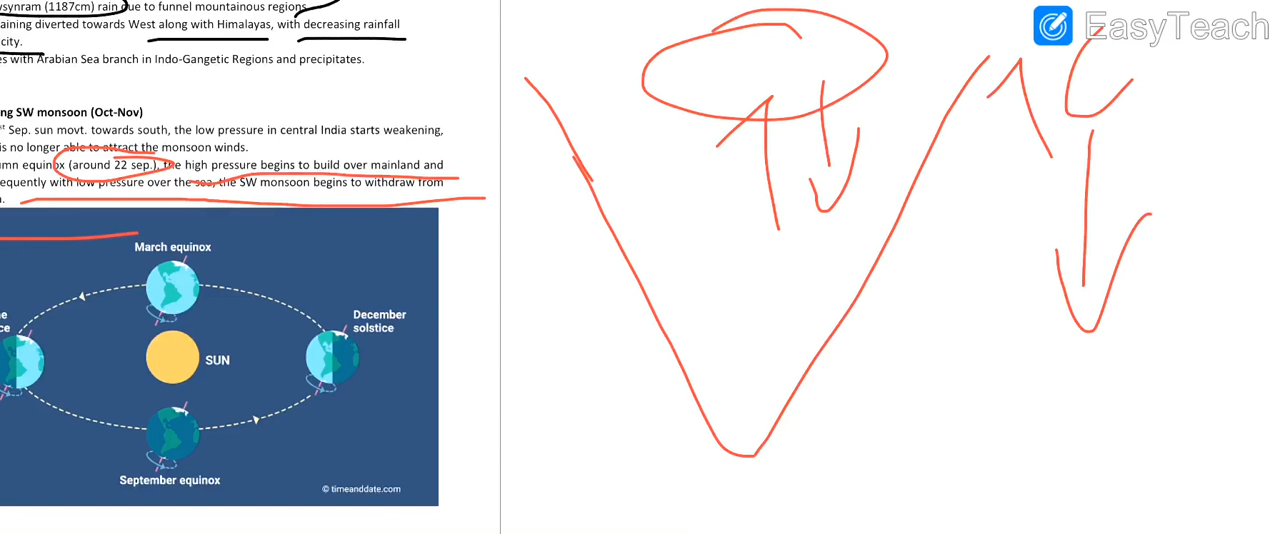 wsynram (1187cm) rain due to funnel mountainous regions
aining diverted towards West along with Himalayas, with decreasing rainfall
city.
es with Arabian Sea branch in Indo-Gangetic Regions and precipitates.
ng SW monsoon (Oct-Nov)
st Sep. sun movt. towards south, the low pressure in central India starts weakening,
is no longer able to attract the monsoon winds.
mn equinox (around 22 sep.), the high pressure begins to build over mainland and
equently with low pressure over the sea, the SW monsoon begins to withdraw from
March equinox
December
solstice
ne
ce
SUN
September equinox
© timeanddate.com
EasyTeach